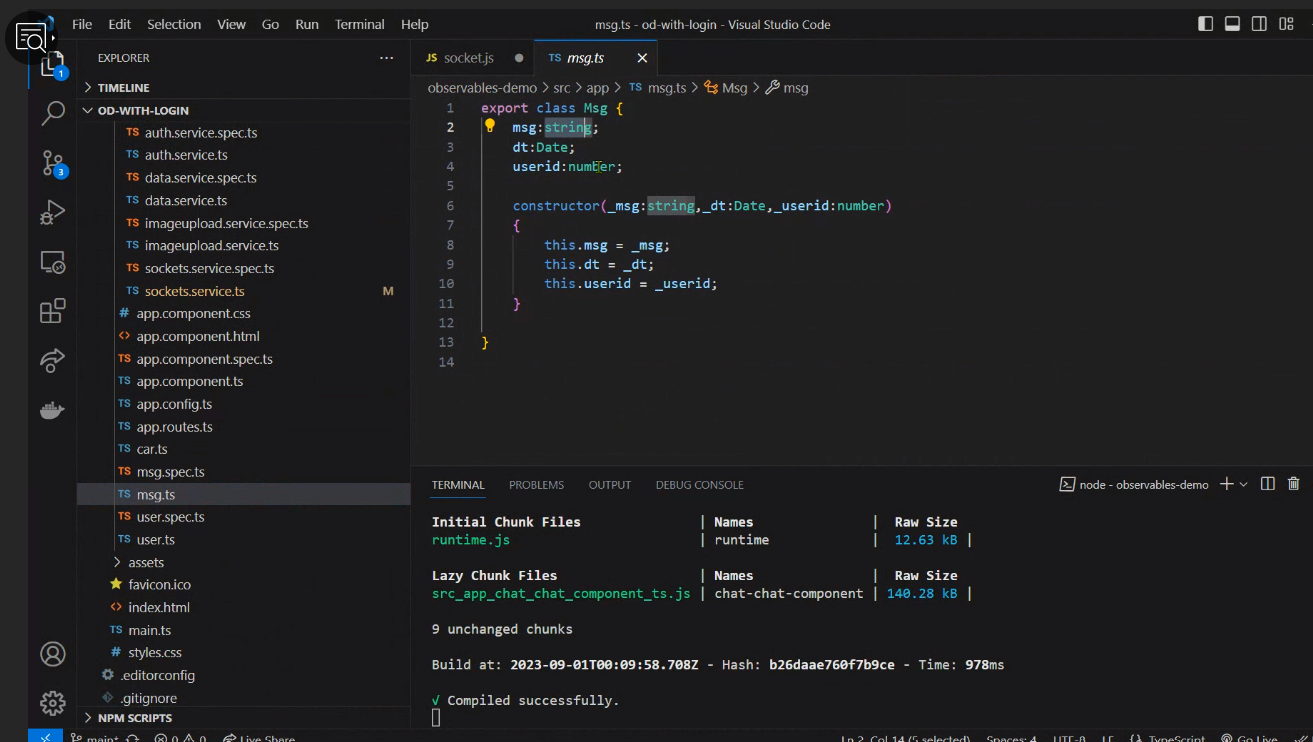 File Edit Selection View Go Run Terminal Help
msg.ts - od-with-login - Visual Studio Code
EXPLORER
1
3
TIMELINE
OD-WITH-LOGIN
TS auth.service.spec.ts
TS auth.service.ts
TS data.service.spec.ts
TS data.service.ts
TS imageupload.service.spec.ts
TS imageupload.service.ts
TS sockets.service.spec.ts
TS sockets.service.ts M
# app.component.css
<> app.component.html
TS app.component.spec.ts
TS app.component.ts
TS app.config.ts
TS app.routes.ts
TS car.ts
TS msg.spec.ts
TS msg.ts
TS user.spec.ts
TS user.ts
assets
favicon.ico
<> index.html
TS main.ts
# styles.css
.editorconfig
.gitignore
NPM SCRIPTS
JS socket.js
TS msg.ts
observables-demo > src > app > TS msg.ts > Msg > msg
1 export class Msg {
2 msg:string;
3 dt:Date;
4 userid:number;
5
6 constructor(_msg:string,_dt:Date,_userid:number)
7 {
8 this.msg = _msg;
9 this.dt = _dt;
10 this.userid = _userid;
11 }
12
13 }
14
TERMINAL PROBLEMS OUTPUT DEBUG CONSOLE
node - observables-demo
Initial Chunk Files | Names | Raw Size
runtime.js | runtime | 12.63 kB |
Lazy Chunk Files | Names | Raw Size
src_app_chat_chat_component_ts.js | chat-chat-component | 140.28 kB |
9 unchanged chunks
Build at: 2023-09-01T00:09:58.708Z - Hash: b26daae760f7b9ce - Time: 978ms
√ Compiled successfully.
main* 0 0 Live Share
Ln 2, Col 14 (5 selected) Spaces: 4 UTF-8 LF {} TypeScript Go Live